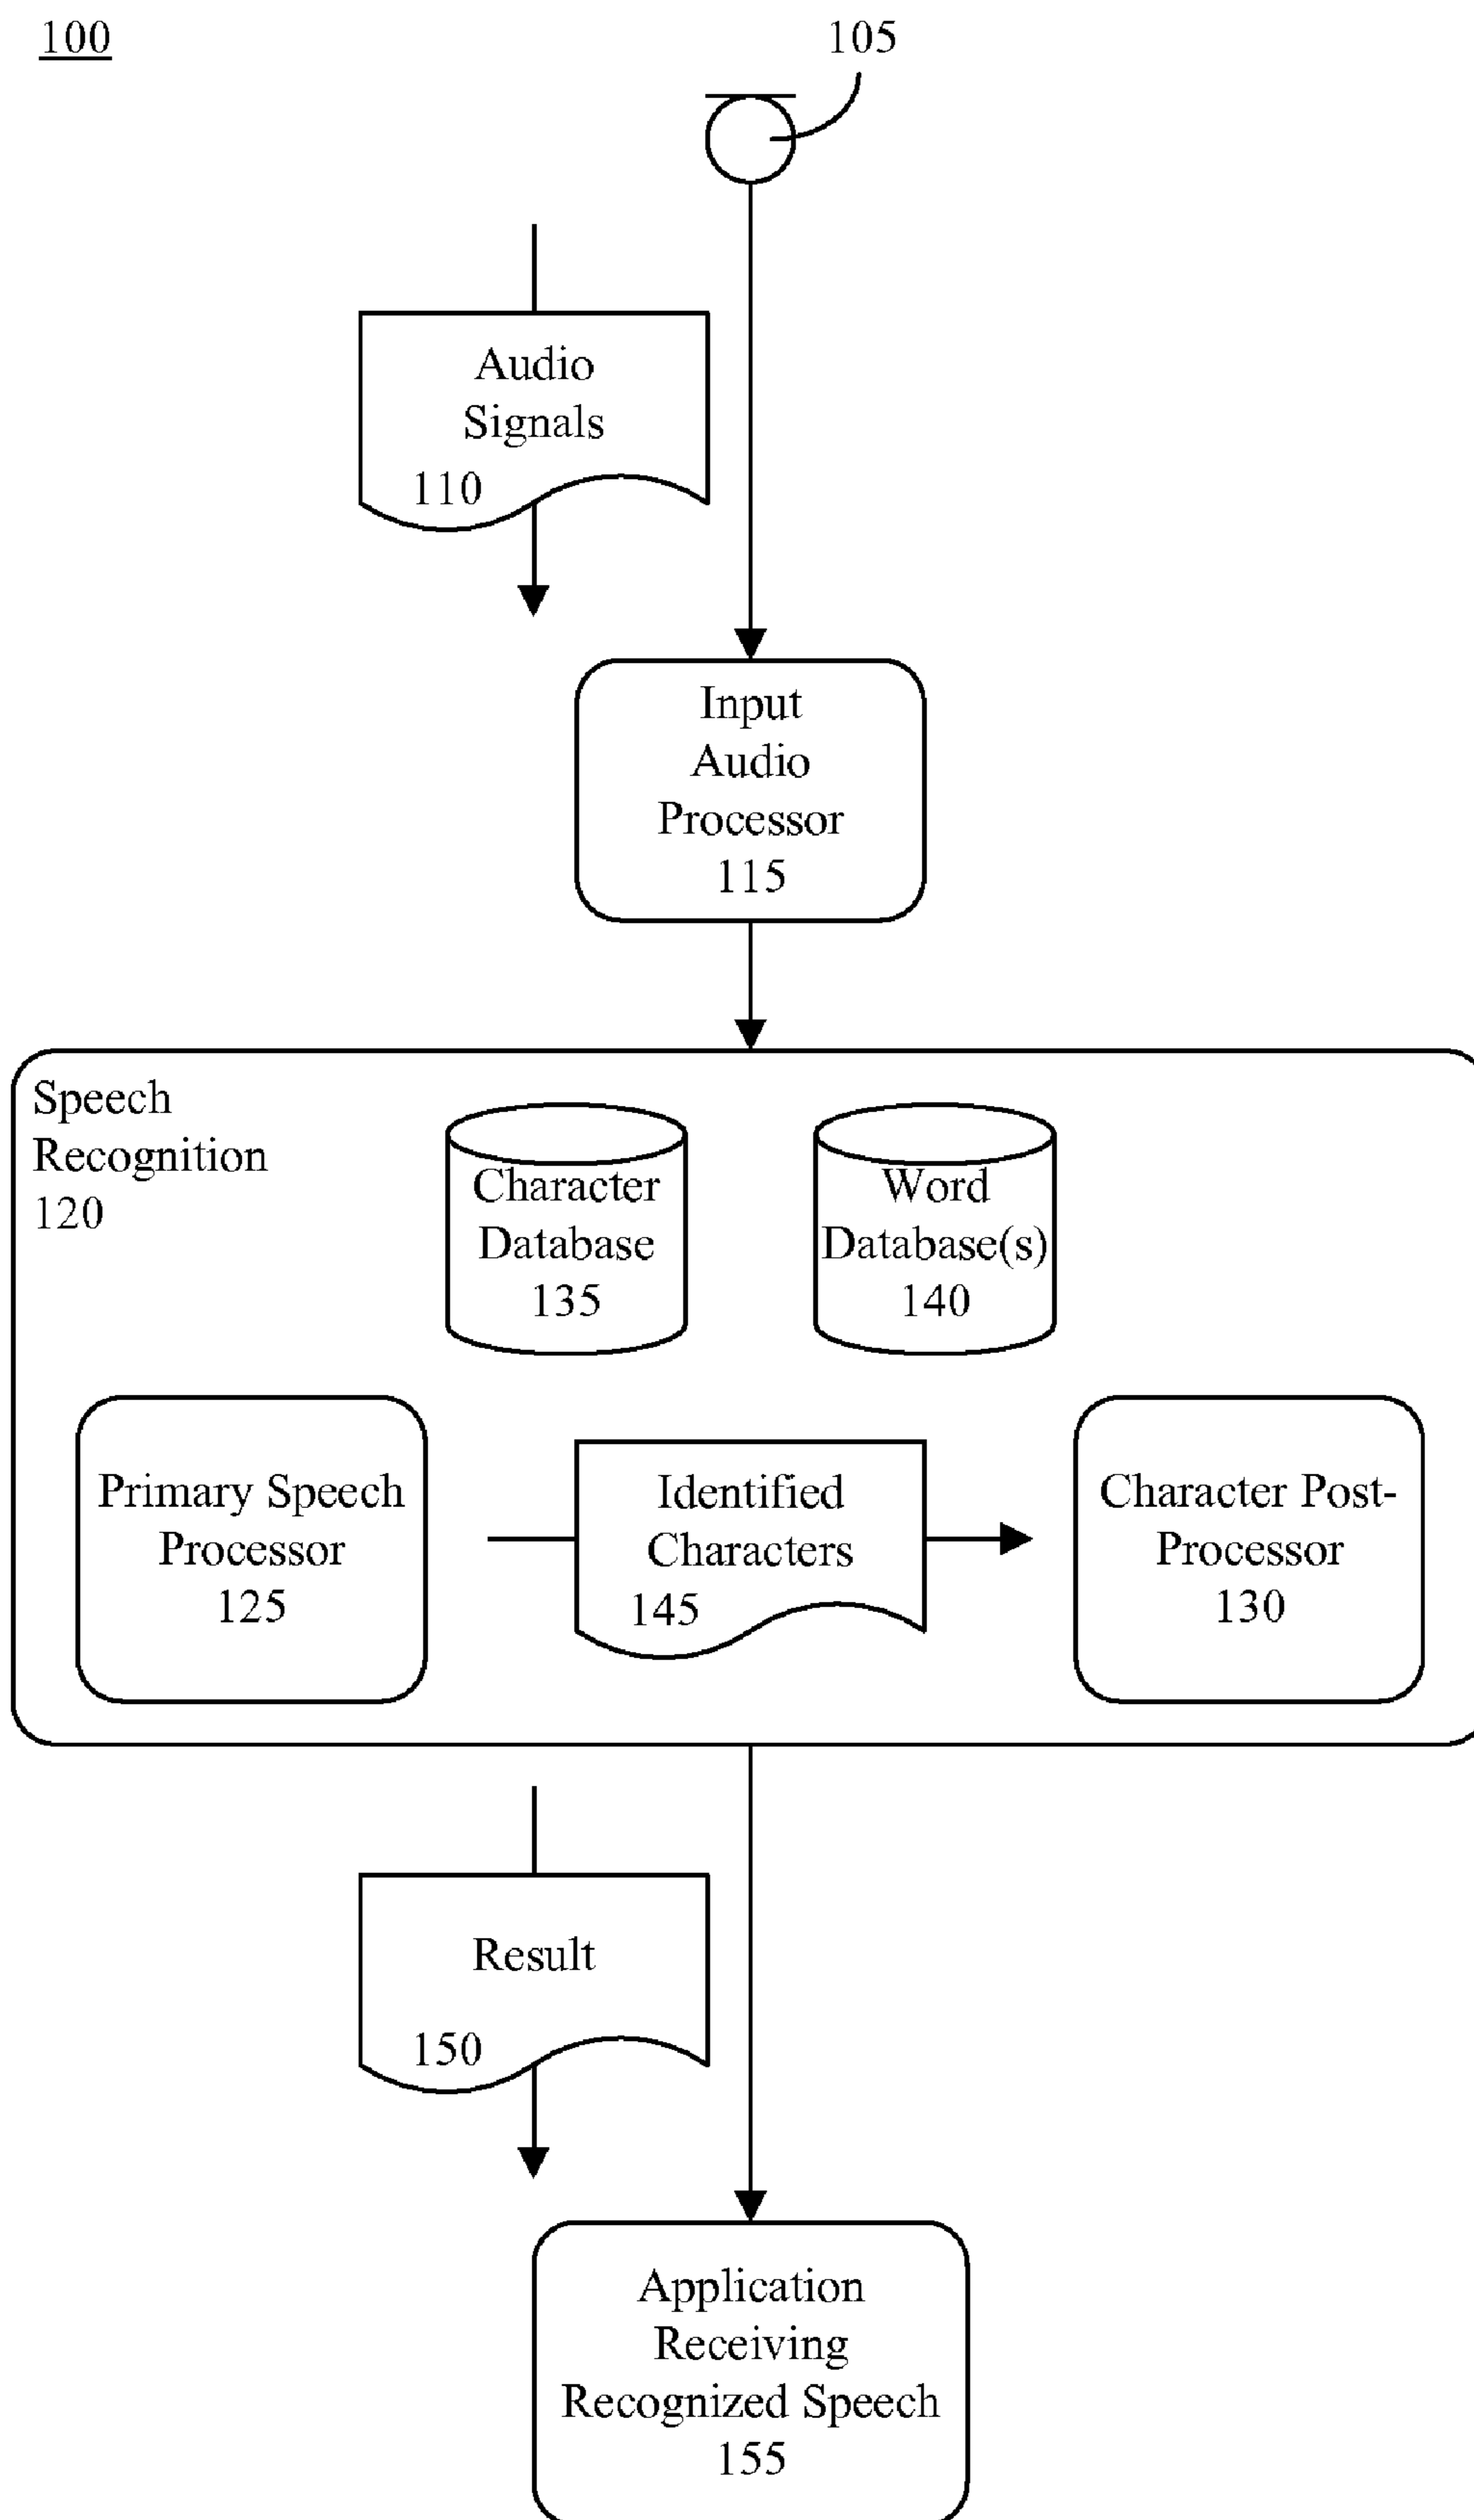 100
105
Audio
Signals
110
Input
Audio
Processor
115
Speech
Recognition
120
Character
Database
135
Word
Database(s)
140
Primary Speech
Processor
125
Identified
Characters
145
Character Post-
Processor
130
Result
150
Application
Receiving
Recognized Speech
155